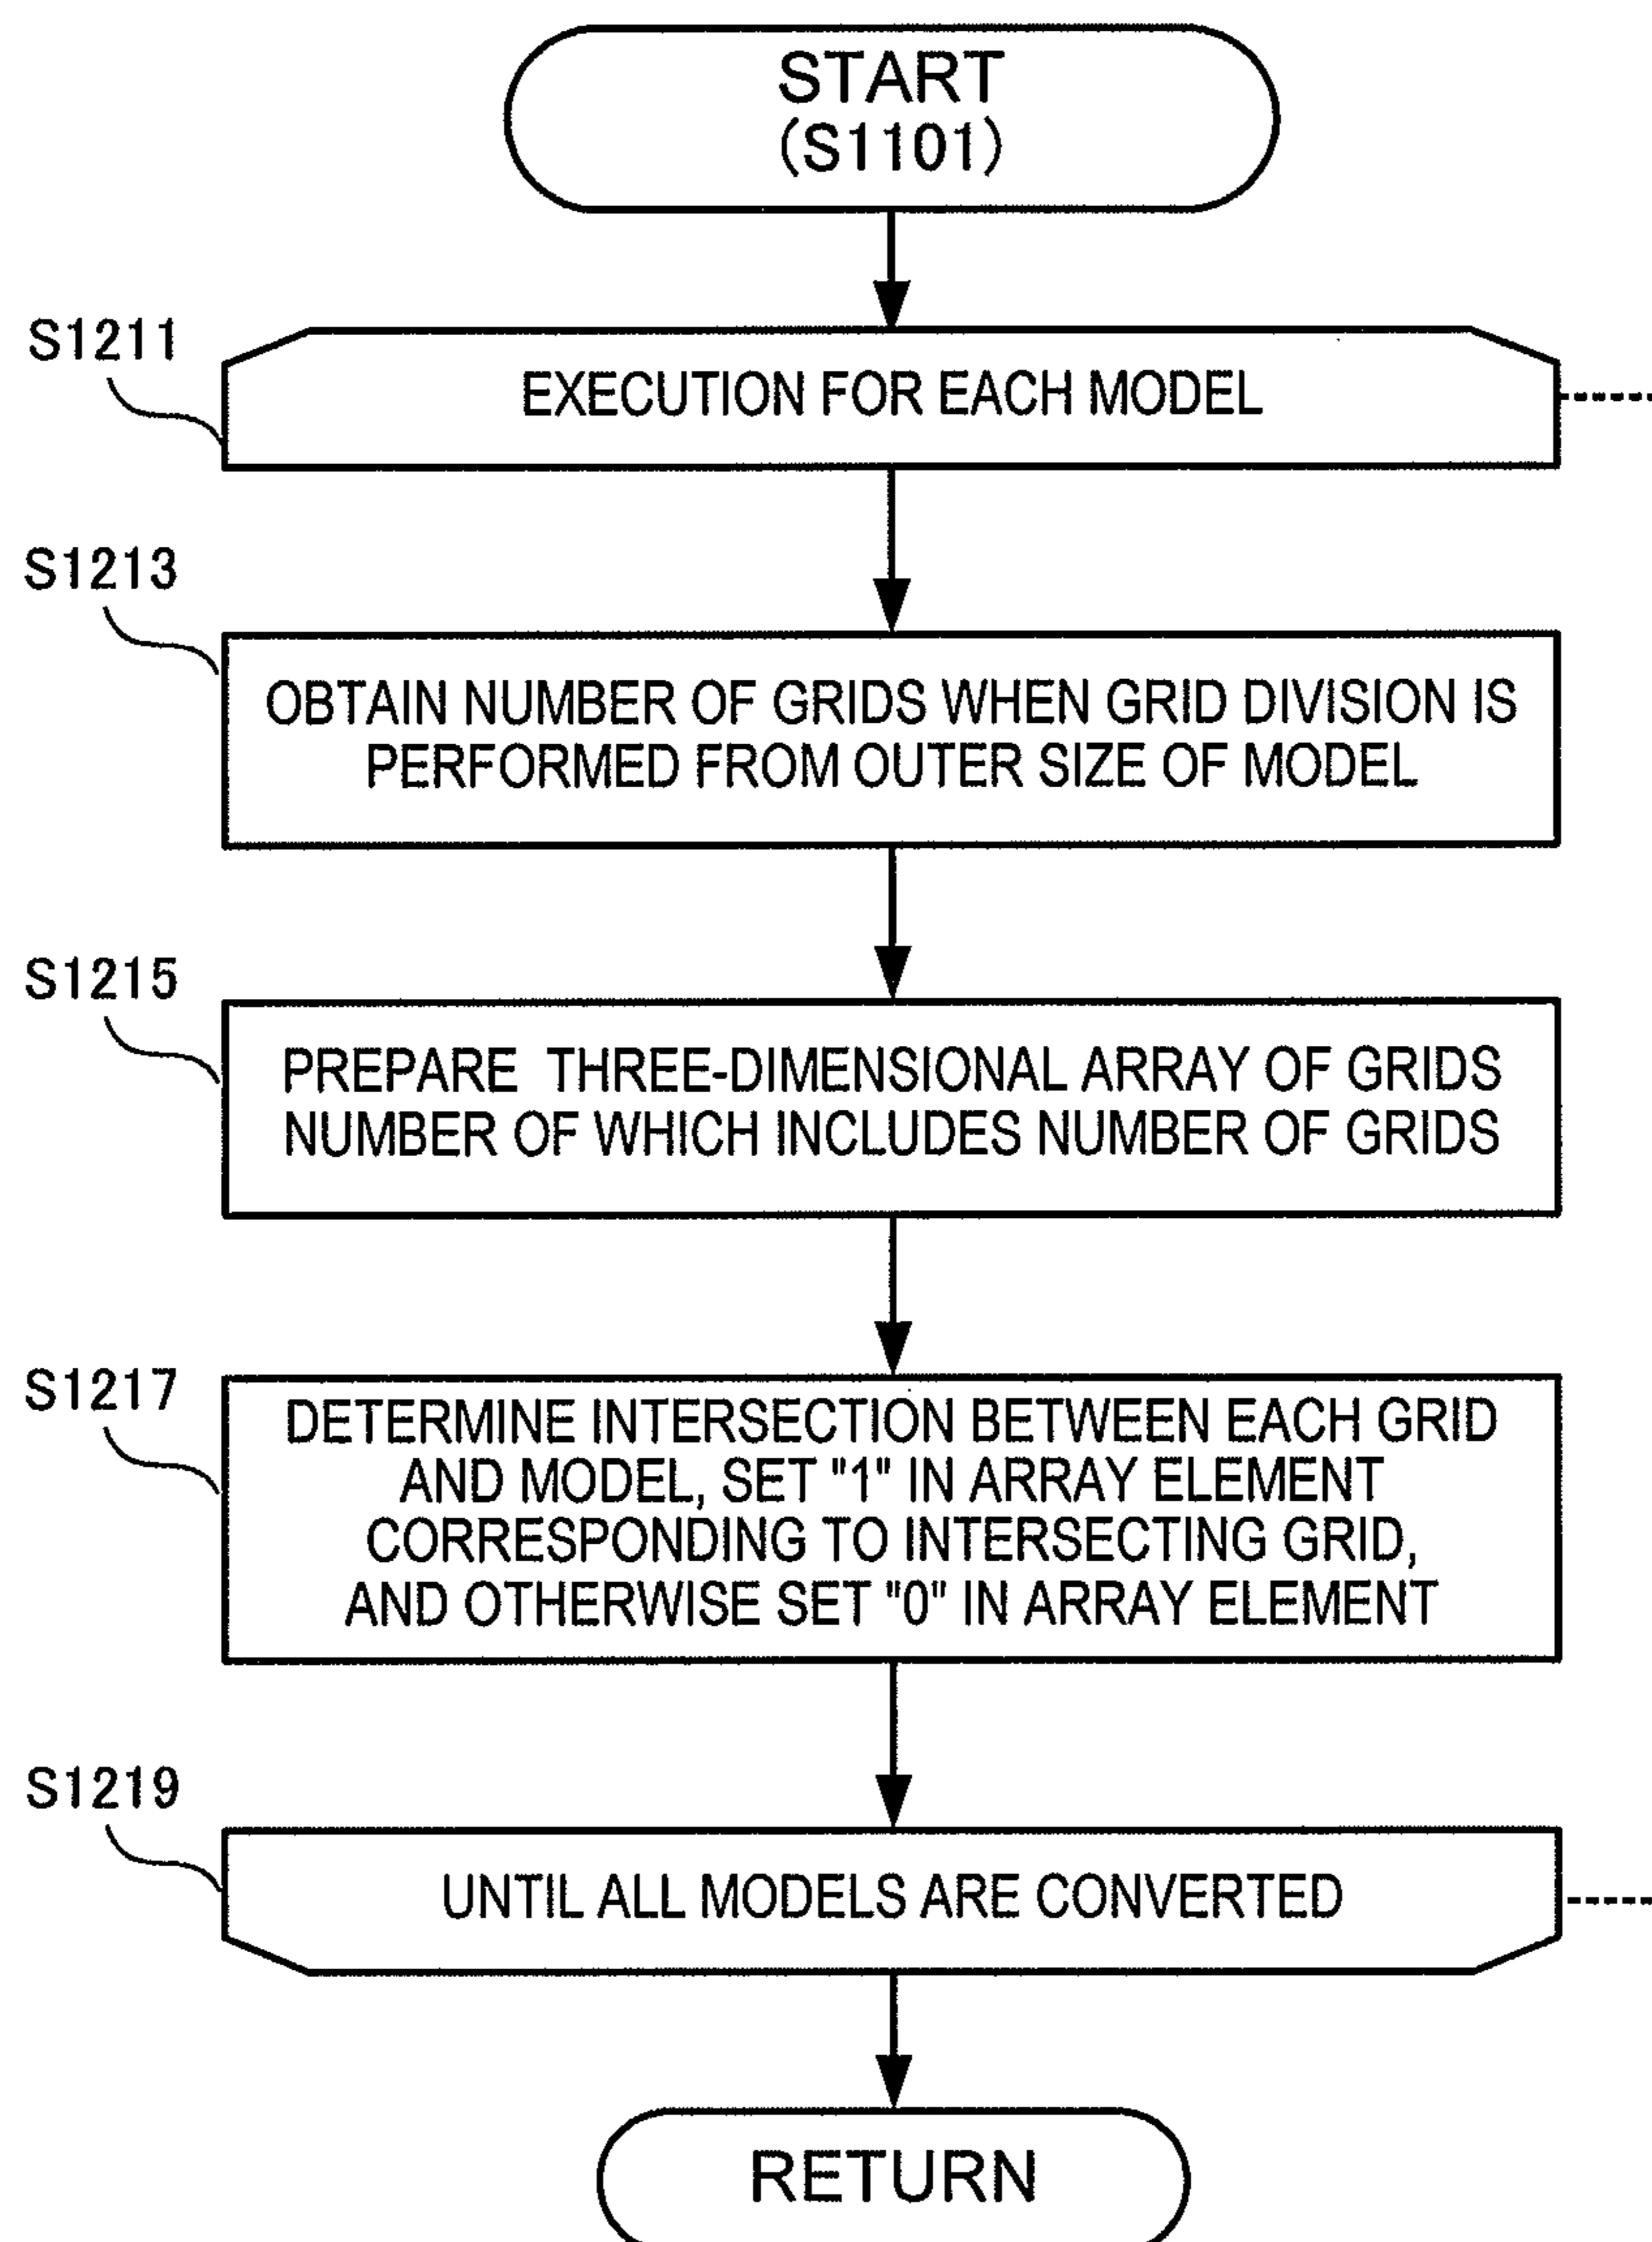 START
(S1101)
S1211
EXECUTION FOR EACH MODEL
S1213
OBTAIN NUMBER OF GRIDS WHEN GRID DIVISION IS
PERFORMED FROM OUTER SIZE OF MODEL
S1215
PREPARE THREE-DIMENSIONAL ARRAY OF GRIDS
NUMBER OF WHICH INCLUDES NUMBER OF GRIDS
S1217
DETERMINE INTERSECTION BETWEEN EACH GRID
AND MODEL, SET "1" IN ARRAY ELEMENT
CORRESPONDING TO INTERSECTING GRID,
AND OTHERWISE SET "0" IN ARRAY ELEMENT
S1219
UNTIL ALL MODELS ARE CONVERTED
RETURN